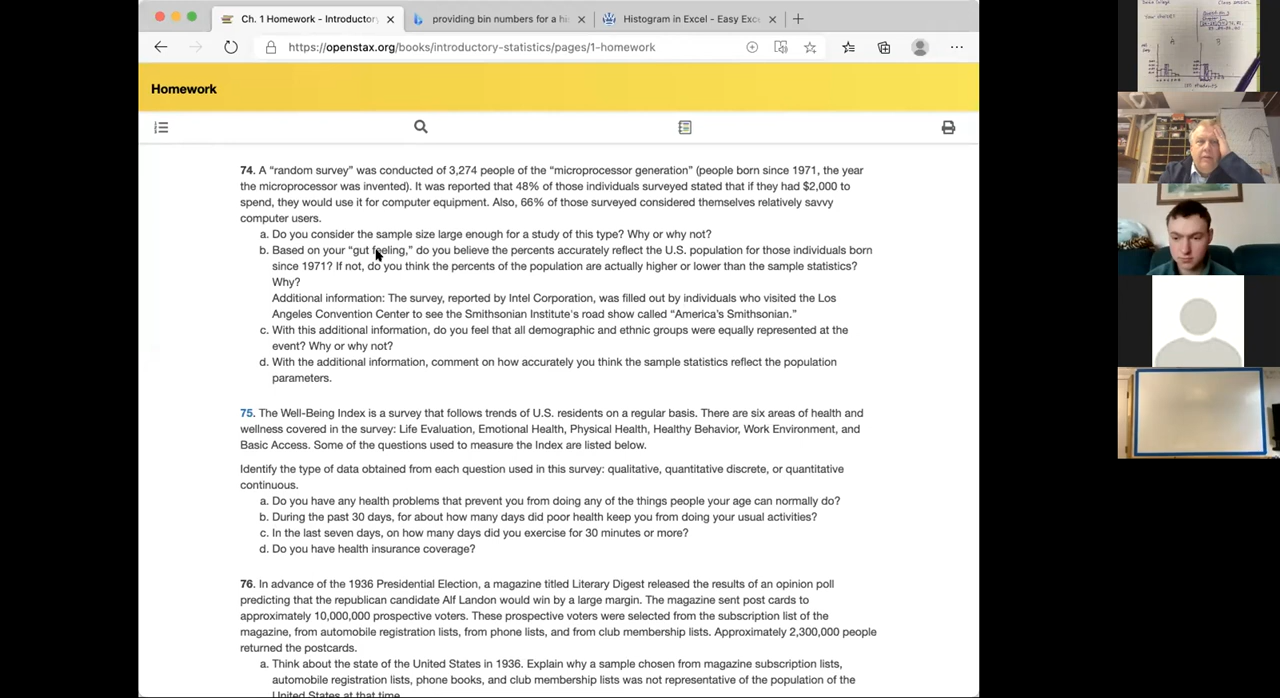 Ch. 1 Homework - Introductory
providing bin numbers for a hi
Histogram in Excel - Easy Exc
https://openstax.org/books/introductory-statistics/pages/1-homework
Homework
74. A “random survey” was conducted of 3,274 people of the “microprocessor generation” (people born since 1971, the year
the microprocessor was invented). It was reported that 48% of those individuals surveyed stated that if they had $2,000 to
spend, they would use it for computer equipment. Also, 66% of those surveyed considered themselves relatively savvy
computer users.
a. Do you consider the sample size large enough for a study of this type? Why or why not?
b. Based on your “gut feeling,” do you believe the percents accurately reflect the U.S. population for those individuals born
since 1971? If not, do you think the percents of the population are actually higher or lower than the sample statistics?
Why?
Additional information: The survey, reported by Intel Corporation, was filled out by individuals who visited the Los
Angeles Convention Center to see the Smithsonian Institute's road show called “America’s Smithsonian.”
c. With this additional information, do you feel that all demographic and ethnic groups were equally represented at the
event? Why or why not?
d. With the additional information, comment on how accurately you think the sample statistics reflect the population
parameters.
75. The Well-Being Index is a survey that follows trends of U.S. residents on a regular basis. There are six areas of health and
wellness covered in the survey: Life Evaluation, Emotional Health, Physical Health, Healthy Behavior, Work Environment, and
Basic Access. Some of the questions used to measure the Index are listed below.
Identify the type of data obtained from each question used in this survey: qualitative, quantitative discrete, or quantitative
continuous.
a. Do you have any health problems that prevent you from doing any of the things people your age can normally do?
b. During the past 30 days, for about how many days did poor health keep you from doing your usual activities?
c. In the last seven days, on how many days did you exercise for 30 minutes or more?
d. Do you have health insurance coverage?
76. In advance of the 1936 Presidential Election, a magazine titled Literary Digest released the results of an opinion poll
predicting that the republican candidate Alf Landon would win by a large margin. The magazine sent post cards to
approximately 10,000,000 prospective voters. These prospective voters were selected from the subscription list of the
magazine, from automobile registration lists, from phone lists, and from club membership lists. Approximately 2,300,000 people
returned the postcards.
a. Think about the state of the United States in 1936. Explain why a sample chosen from magazine subscription lists,
automobile registration lists, phone books, and club membership lists was not representative of the population of the
United States at that time.